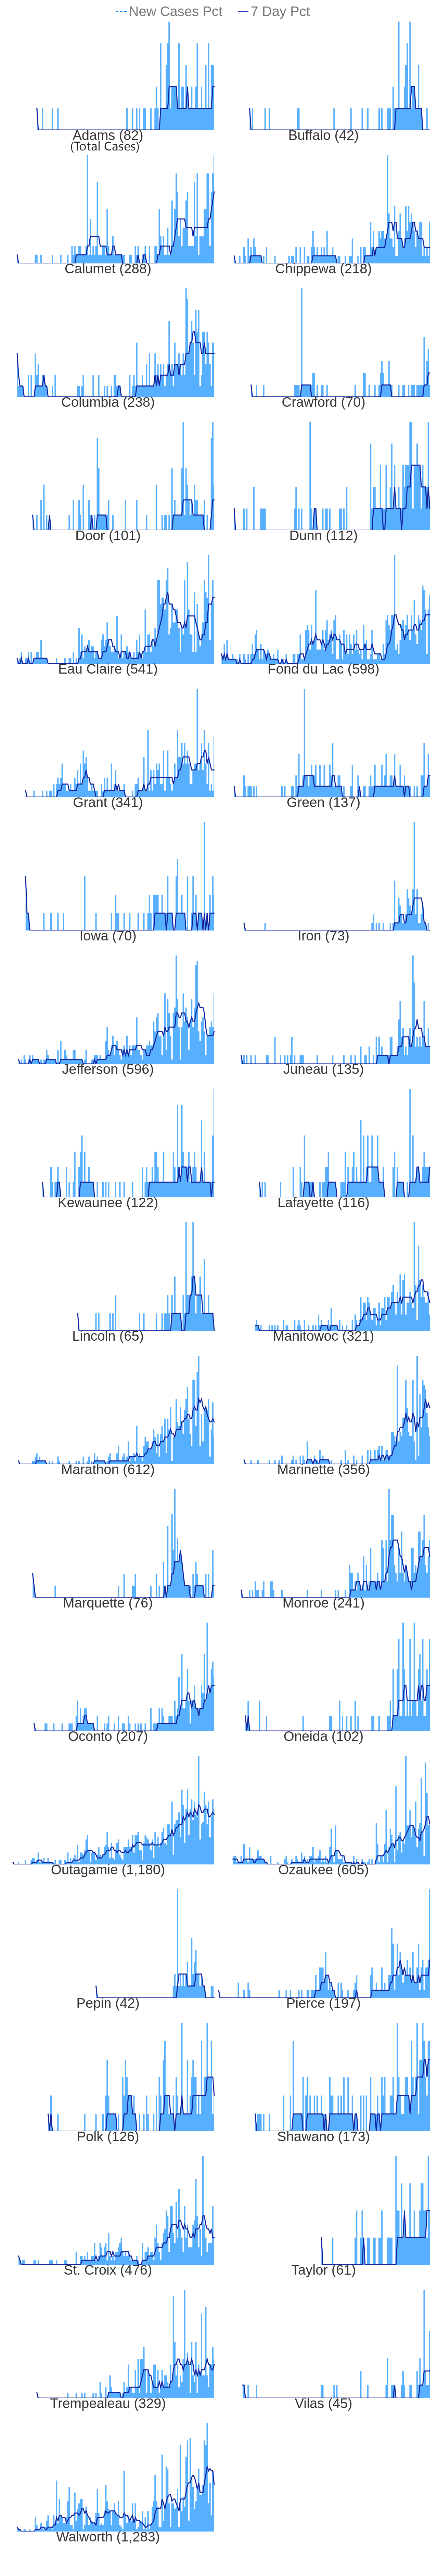 New Cases Pct 7 Day Pct
Adams (82) Buffalo (42)
(Total Cases)
Calumet (288) Chippewa (218)
Columbia (238) Crawford (70)
Door (101) Dunn (112)
Eau Claire (541) Fond du Lac (598)
Grant (341) Green (137)
Iowa (70) Iron (73)
Jefferson (596) Juneau (135)
Kewaunee (122) Lafayette (116)
Lincoln (65) Manitowoc (321)
Marathon (612) Marinette (356)
Marquette (76) Monroe (241)
Oconto (207) Oneida (102)
Outagamie (1,180) Ozaukee (605)
Pepin (42) Pierce (197)
Polk (126) Shawano (173)
St. Croix (476) Taylor (61)
Trempealeau (329) Vilas (45)
Walworth (1,283)